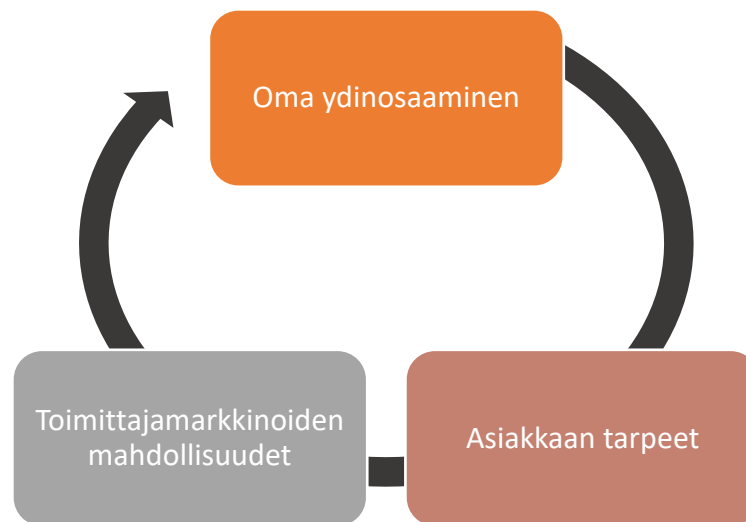 Oma ydinosaaminen
Toimittajamarkkinoiden
mahdollisuudet
Asiakkaan tarpeet